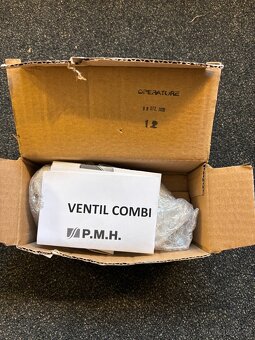 OPERATURE
12
VENTIL COMBI
P.M.H.